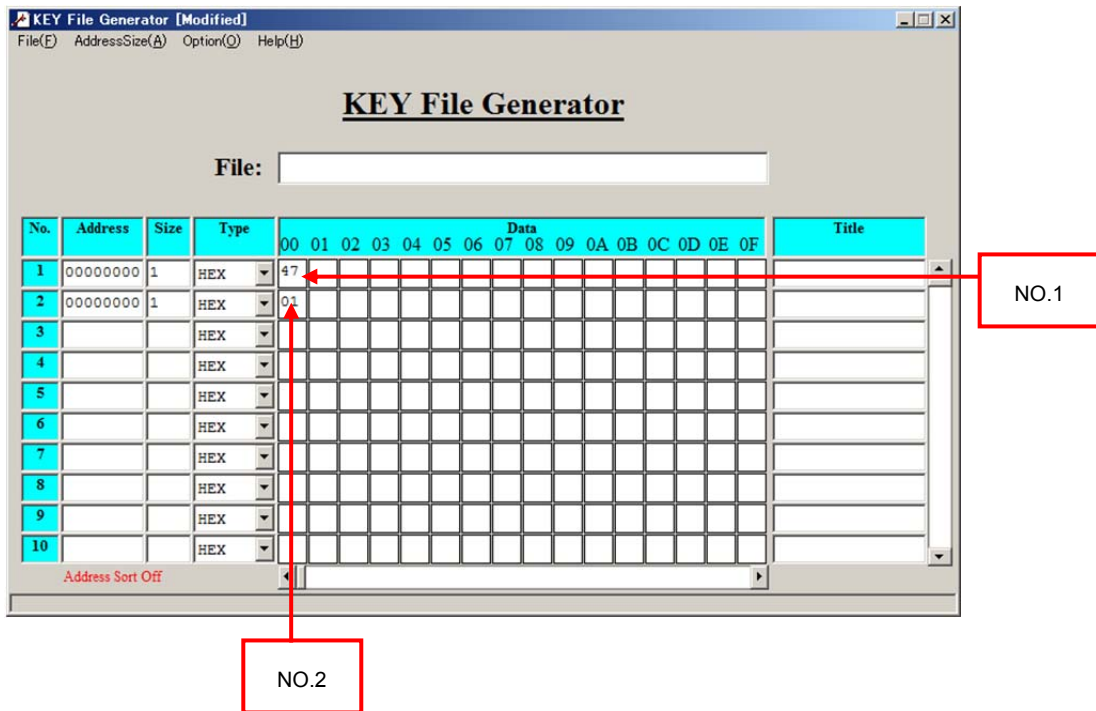 KEY File Generator [Modified]
File(F) AddressSize(A) Option(O) Help(H)
KEY File Generator
File:
No. Address Size Type Data Title
00 01 02 03 04 05 06 07 08 09 0A 0B 0C 0D 0E 0F
1 00000000 1 HEX 47
NO.1
2 00000000 1 HEX 01
3 HEX
4 HEX
5 HEX
6 HEX
7 HEX
8 HEX
9 HEX
10 HEX
Address Sort Off
NO.2